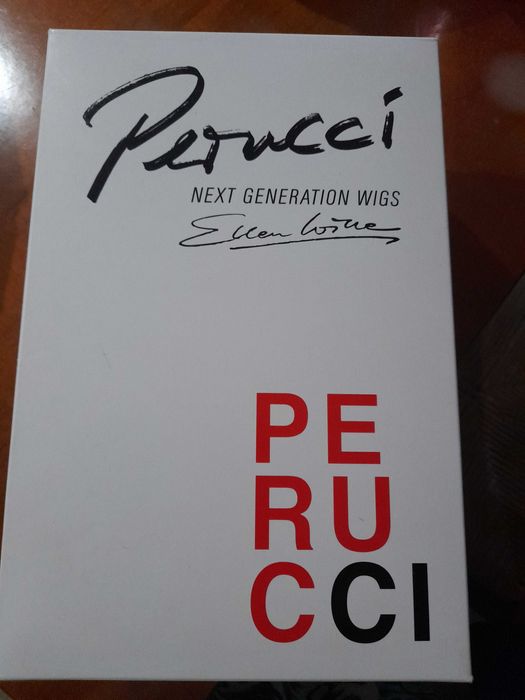 Perucci
NEXT GENERATION WIGS
Ellen Wille
PE
RU
CCI